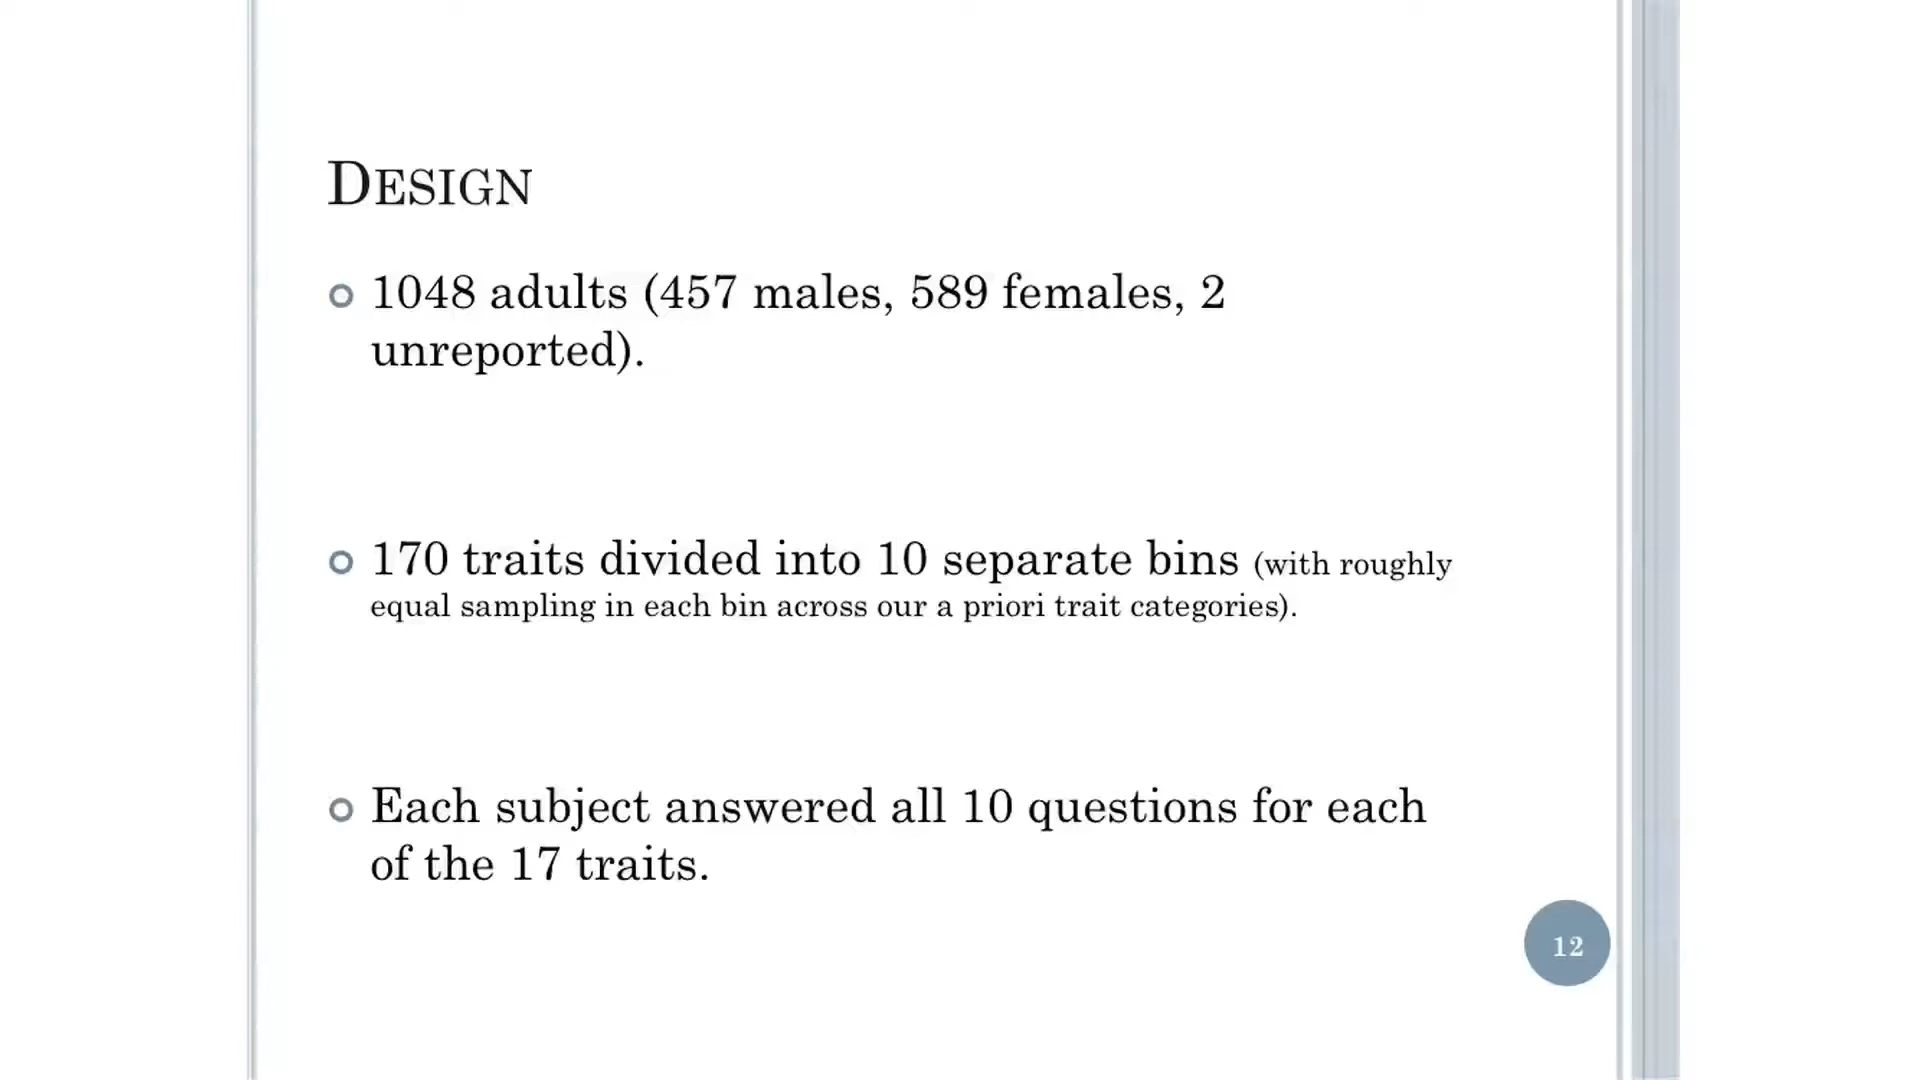 DESIGN
1048 adults (457 males, 589 females, 2
unreported).
170 traits divided into 10 separate bins (with roughly
equal sampling in each bin across our a priori trait categories).
Each subject answered all 10 questions for each
of the 17 traits.
12